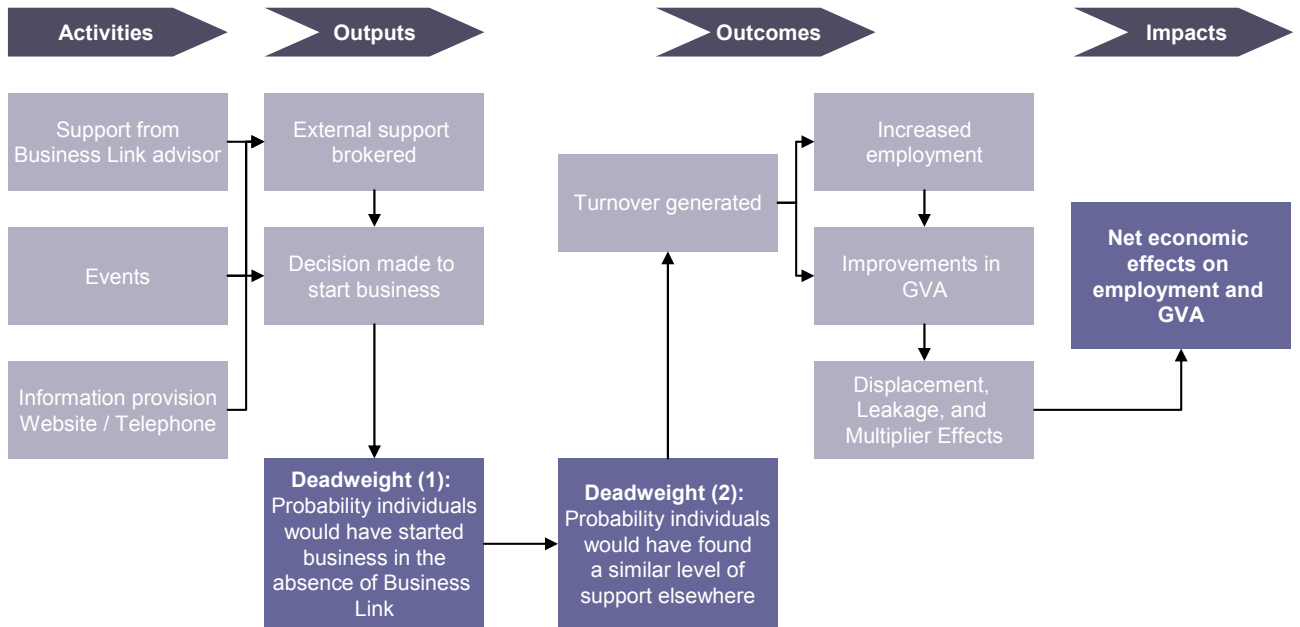 Activities
Outputs
Outcomes
Impacts
Support from
Business Link advisor
External support
brokered
Increased
employment
Turnover generated
Events
Decision made to
start business
Improvements in
GVA
Net economic
effects on
employment and
GVA
Information provision
Website / Telephone
Displacement,
Leakage, and
Multiplier Effects
Deadweight (1):
Probability individuals
would have started
business in the
absence of Business
Link
Deadweight (2):
Probability individuals
would have found
a similar level of
support elsewhere